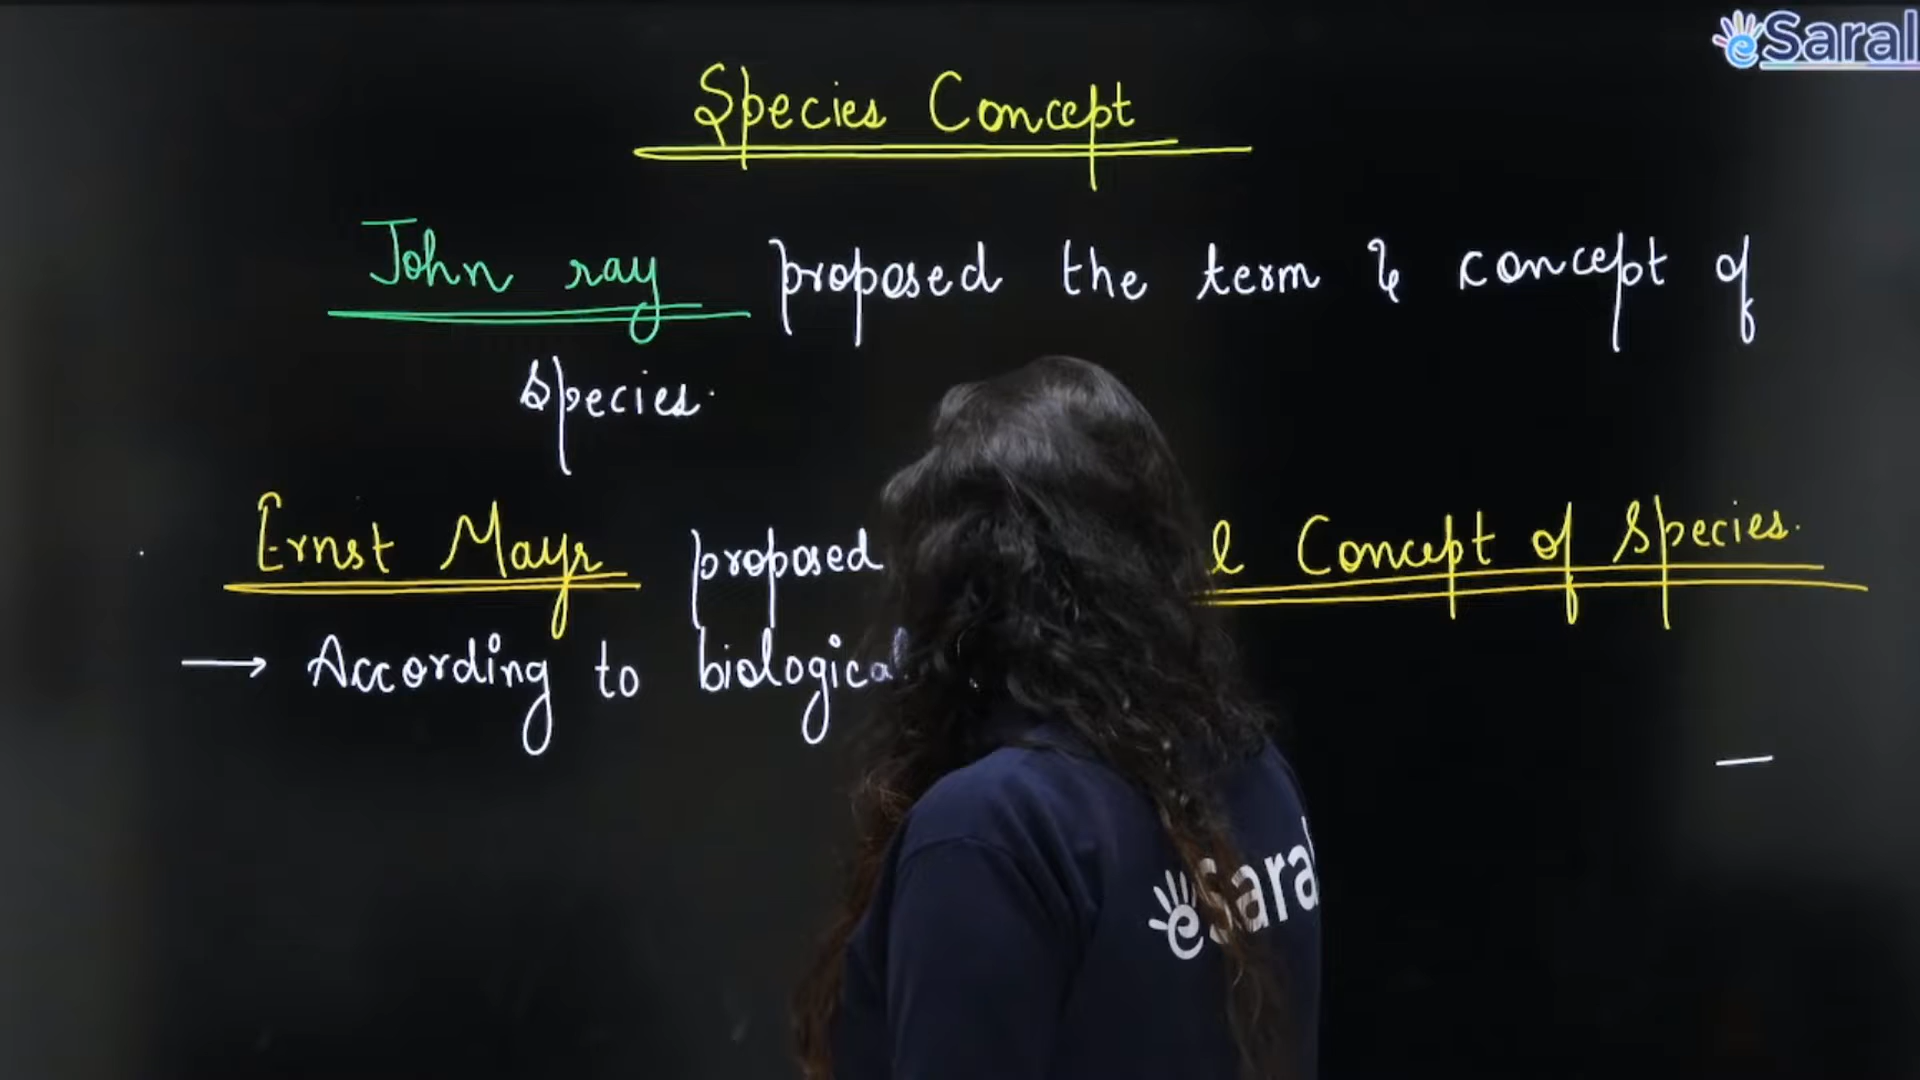 eSaral
Species Concept
John ray proposed the term & concept of
species.
Ernst Mayr proposed l Concept of Species.
→ According to biological
eSaral